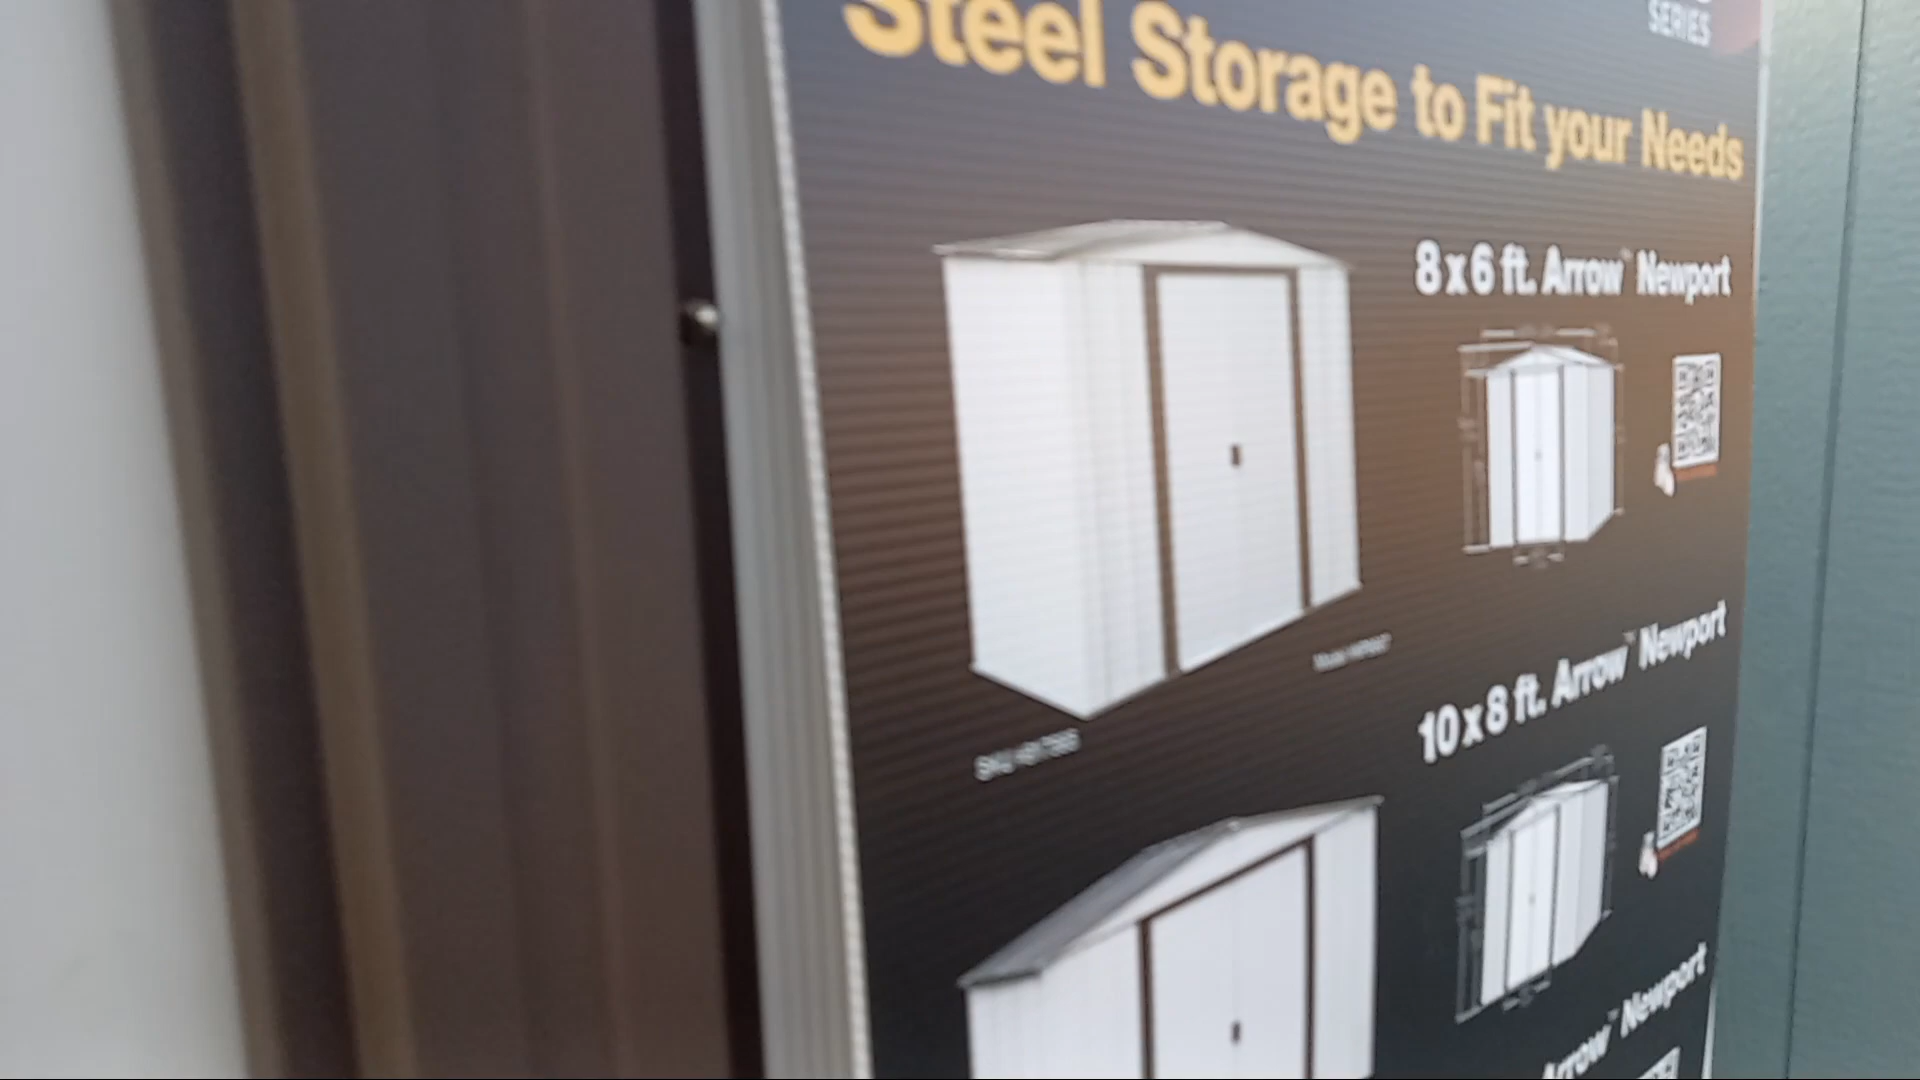 SERIES
Steel Storage to Fit your Needs
8 x 6 ft. Arrow™ Newport
10 x 8 ft. Arrow™ Newport
Arrow™ Newport